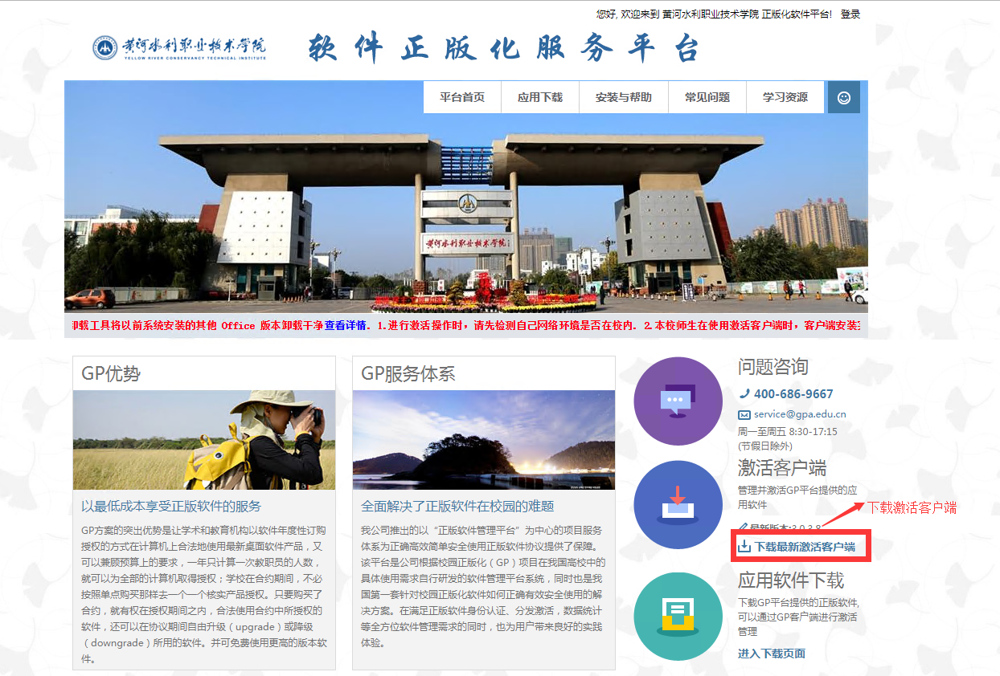 您好, 欢迎来到 黄河水利职业技术学院 正版化软件平台! 登录
黄河水利职业技术学院
YELLOW RIVER CONSERVANCY TECHNICAL INSTITUTE
软件正版化服务平台
平台首页 应用下载 安装与帮助 常见问题 学习资源
黄河水利职业技术学院
卸载工具将以前系统安装的其他 Office 版本卸载干净查看详情。1.进行激活操作时，请先检测自己网络环境是否在校内。2.本校师生在使用激活客户端时，客户端安装
GP优势
以最低成本享受正版软件的服务
GP方案的突出优势是让学术和教育机构以软件年度性订购
授权的方式在计算机上合法地使用最新桌面软件产品，又
可以兼顾预算上的要求，一年只计算一次教职员的人数，
就可以为全部的计算机取得授权；学校在合约期间，不必
按照单点购买那样去一个一个核实产品授权。只要购买了
合约，就有权在授权期间之内，合法使用合约中所授权的
软件，还可以在协议期间自由升级（upgrade）或降级
（downgrade）所用的软件。并可免费使用更高的版本软
件。
GP服务体系
全面解决了正版软件在校园的难题
我公司推出的以“正版软件管理平台”为中心的项目服务
体系为正确高效简单安全使用正版软件协议提供了保障。
该平台是公司根据校园正版化（GP）项目在我国高校中的
具体使用需求自行研发的软件管理平台系统，同时也是我
国第一套针对校园正版化软件如何正确有效安全使用的解
决方案。在满足正版软件身份认证、分发激活，数据统计
等全方位软件管理需求的同时，也为用户带来良好的实践
体验。
问题咨询
400-686-9667
service@gpa.edu.cn
周一至周五 8:30-17:15
(节假日除外)
激活客户端
管理并激活GP平台提供的应
用软件
最新版本:3.0.3.8
下载最新激活客户端
下载激活客户端
应用软件下载
下载GP平台提供的正版软件,
可以通过GP客户端进行激活
管理
进入下载页面